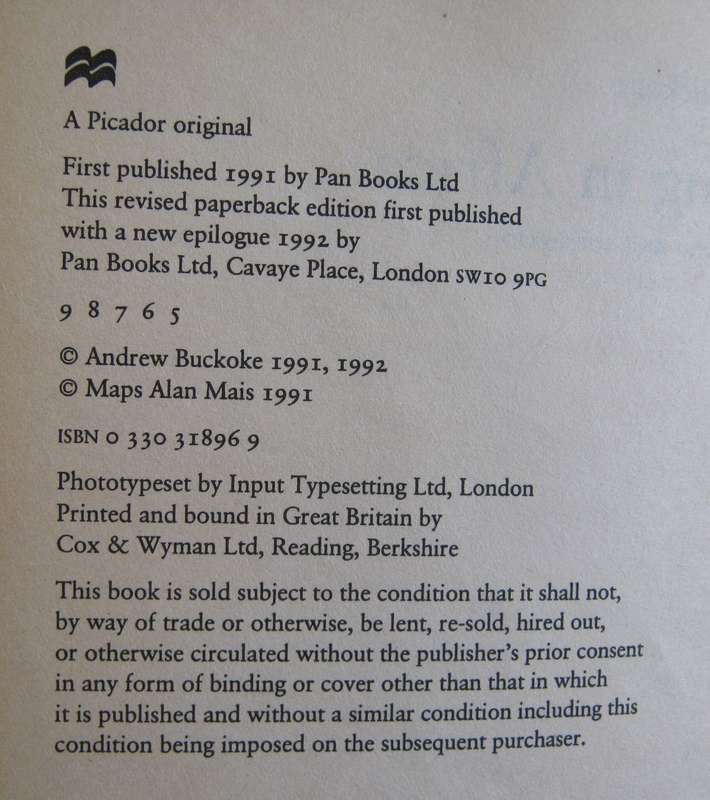 A Picador original
First published 1991 by Pan Books Ltd
This revised paperback edition first published
with a new epilogue 1992 by
Pan Books Ltd, Cavaye Place, London SW10 9PG
9 8 7 6 5
© Andrew Buckoke 1991, 1992
© Maps Alan Mais 1991
ISBN 0 330 31896 9
Phototypeset by Input Typesetting Ltd, London
Printed and bound in Great Britain by
Cox & Wyman Ltd, Reading, Berkshire
This book is sold subject to the condition that it shall not,
by way of trade or otherwise, be lent, re-sold, hired out,
or otherwise circulated without the publisher's prior consent
in any form of binding or cover other than that in which
it is published and without a similar condition including this
condition being imposed on the subsequent purchaser.